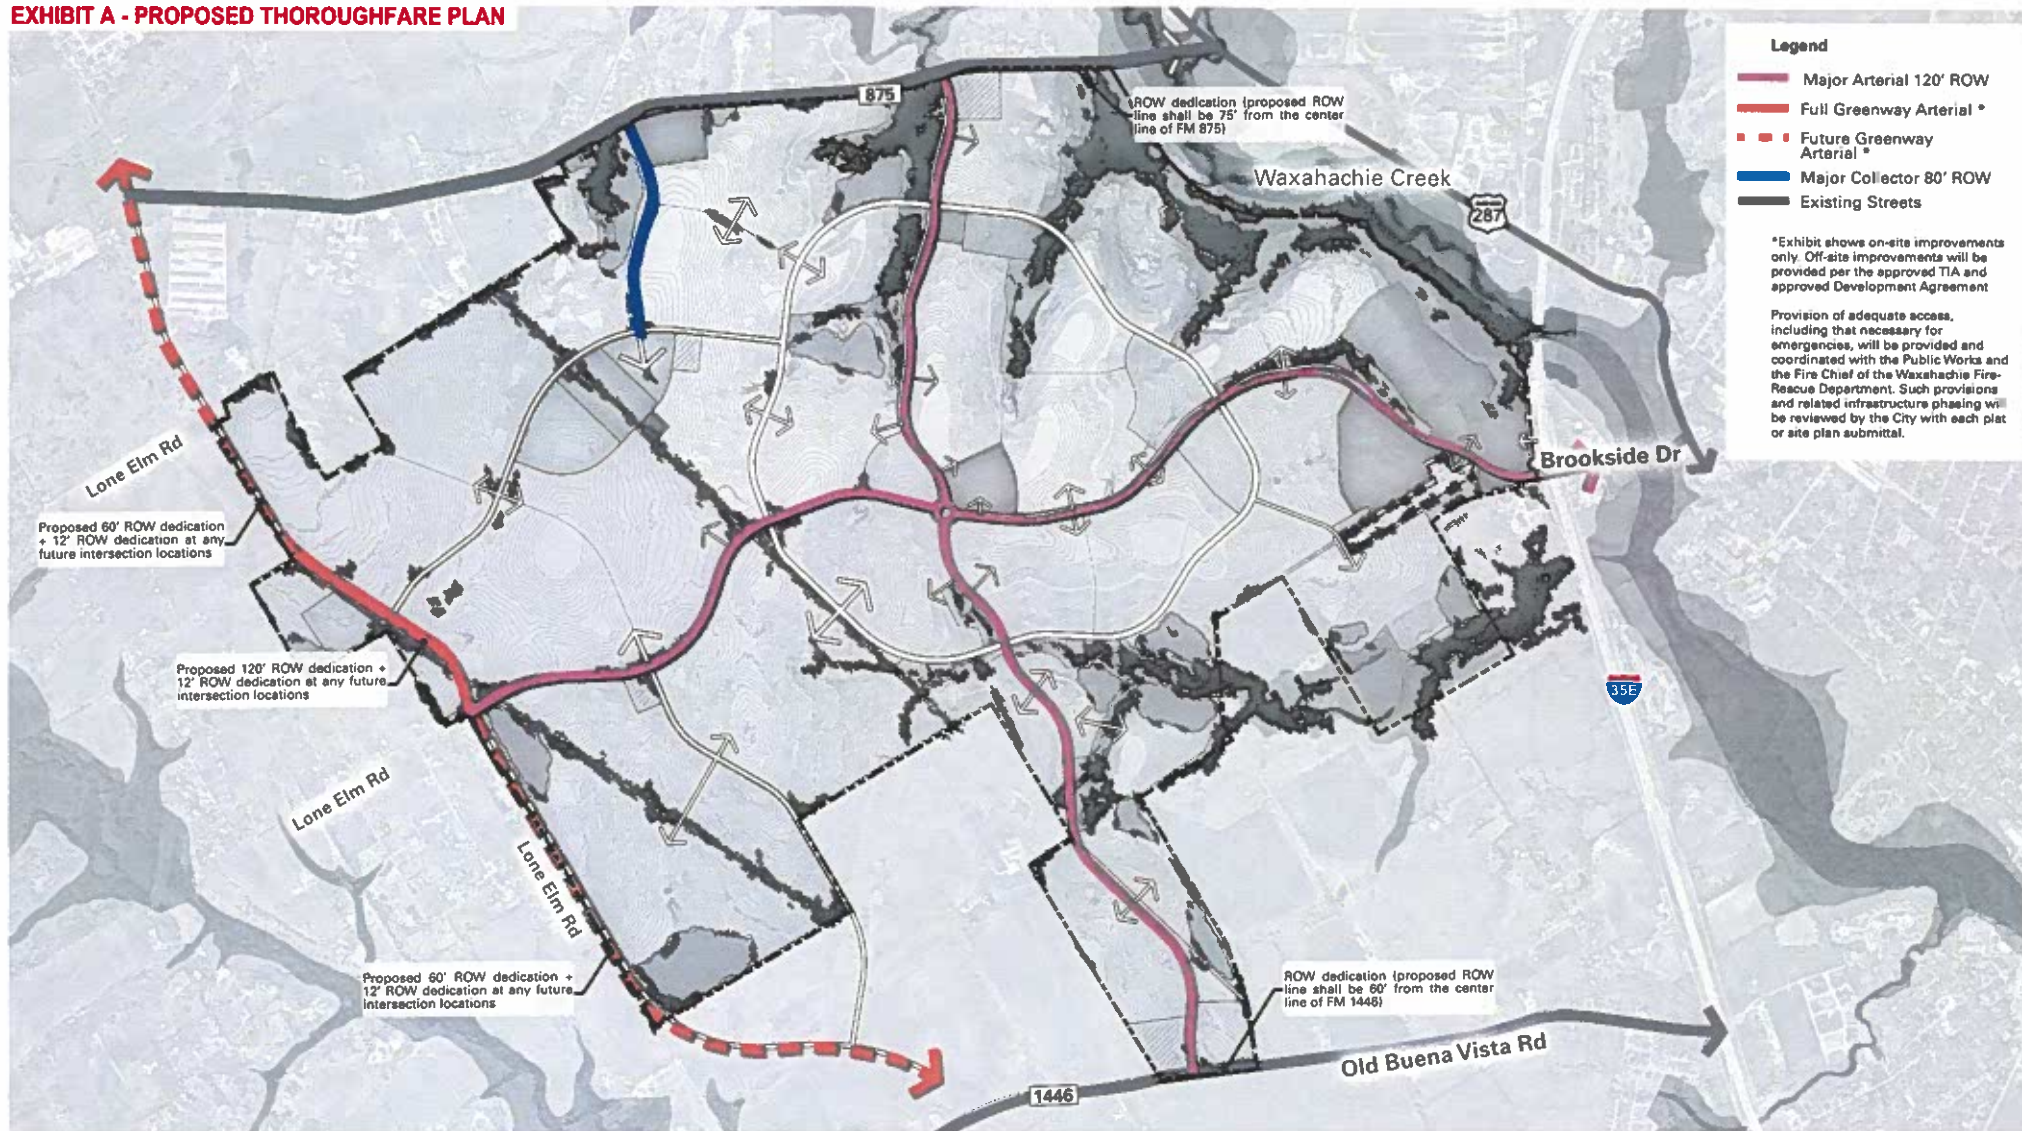 EXHIBIT A - PROPOSED THOROUGHFARE PLAN
875
ROW dedication (proposed ROW
line shall be 75' from the center
line of FM 875)
Waxahachie Creek
287
Legend
Major Arterial 120' ROW
Full Greenway Arterial *
Future Greenway
Arterial *
Major Collector 80' ROW
Existing Streets
*Exhibit shows on-site improvements
only. Off-site improvements will be
provided per the approved TIA and
approved Development Agreement
Provision of adequate access,
including that necessary for
emergencies, will be provided and
coordinated with the Public Works and
the Fire Chief of the Waxahachie Fire-
Rescue Department. Such provisions
and related infrastructure phasing will
be reviewed by the City with each plat
or site plan submittal.
Lone Elm Rd
Brookside Dr
Proposed 60' ROW dedication
+ 12' ROW dedication at any
future intersection locations
Proposed 120' ROW dedication +
12' ROW dedication at any future
intersection locations
35E
Lone Elm Rd
Lone Elm Rd
Proposed 60' ROW dedication +
12' ROW dedication at any future
intersection locations
ROW dedication (proposed ROW
line shall be 60' from the center
line of FM 1446)
Old Buena Vista Rd
1446